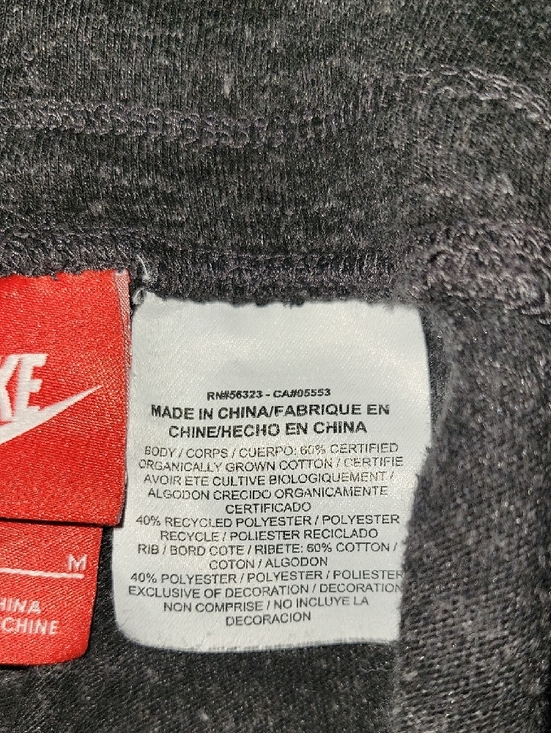 KE
M
HINA
CHINE
RN#56323 - CA#05553
MADE IN CHINA/FABRIQUE EN
CHINE/HECHO EN CHINA
BODY / CORPS / CUERPO: 60% CERTIFIED
ORGANICALLY GROWN COTTON / CERTIFIE
AVOIR ETE CULTIVE BIOLOGIQUEMENT /
ALGODON CRECIDO ORGANICAMENTE
CERTIFICADO
40% RECYCLED POLYESTER / POLYESTER
RECYCLE / POLIESTER RECICLADO
RIB / BORD COTE / RIBETE: 60% COTTON /
COTON / ALGODON
40% POLYESTER / POLYESTER / POLIESTER
EXCLUSIVE OF DECORATION / DECORATION
NON COMPRISE / NO INCLUYE LA
DECORACION